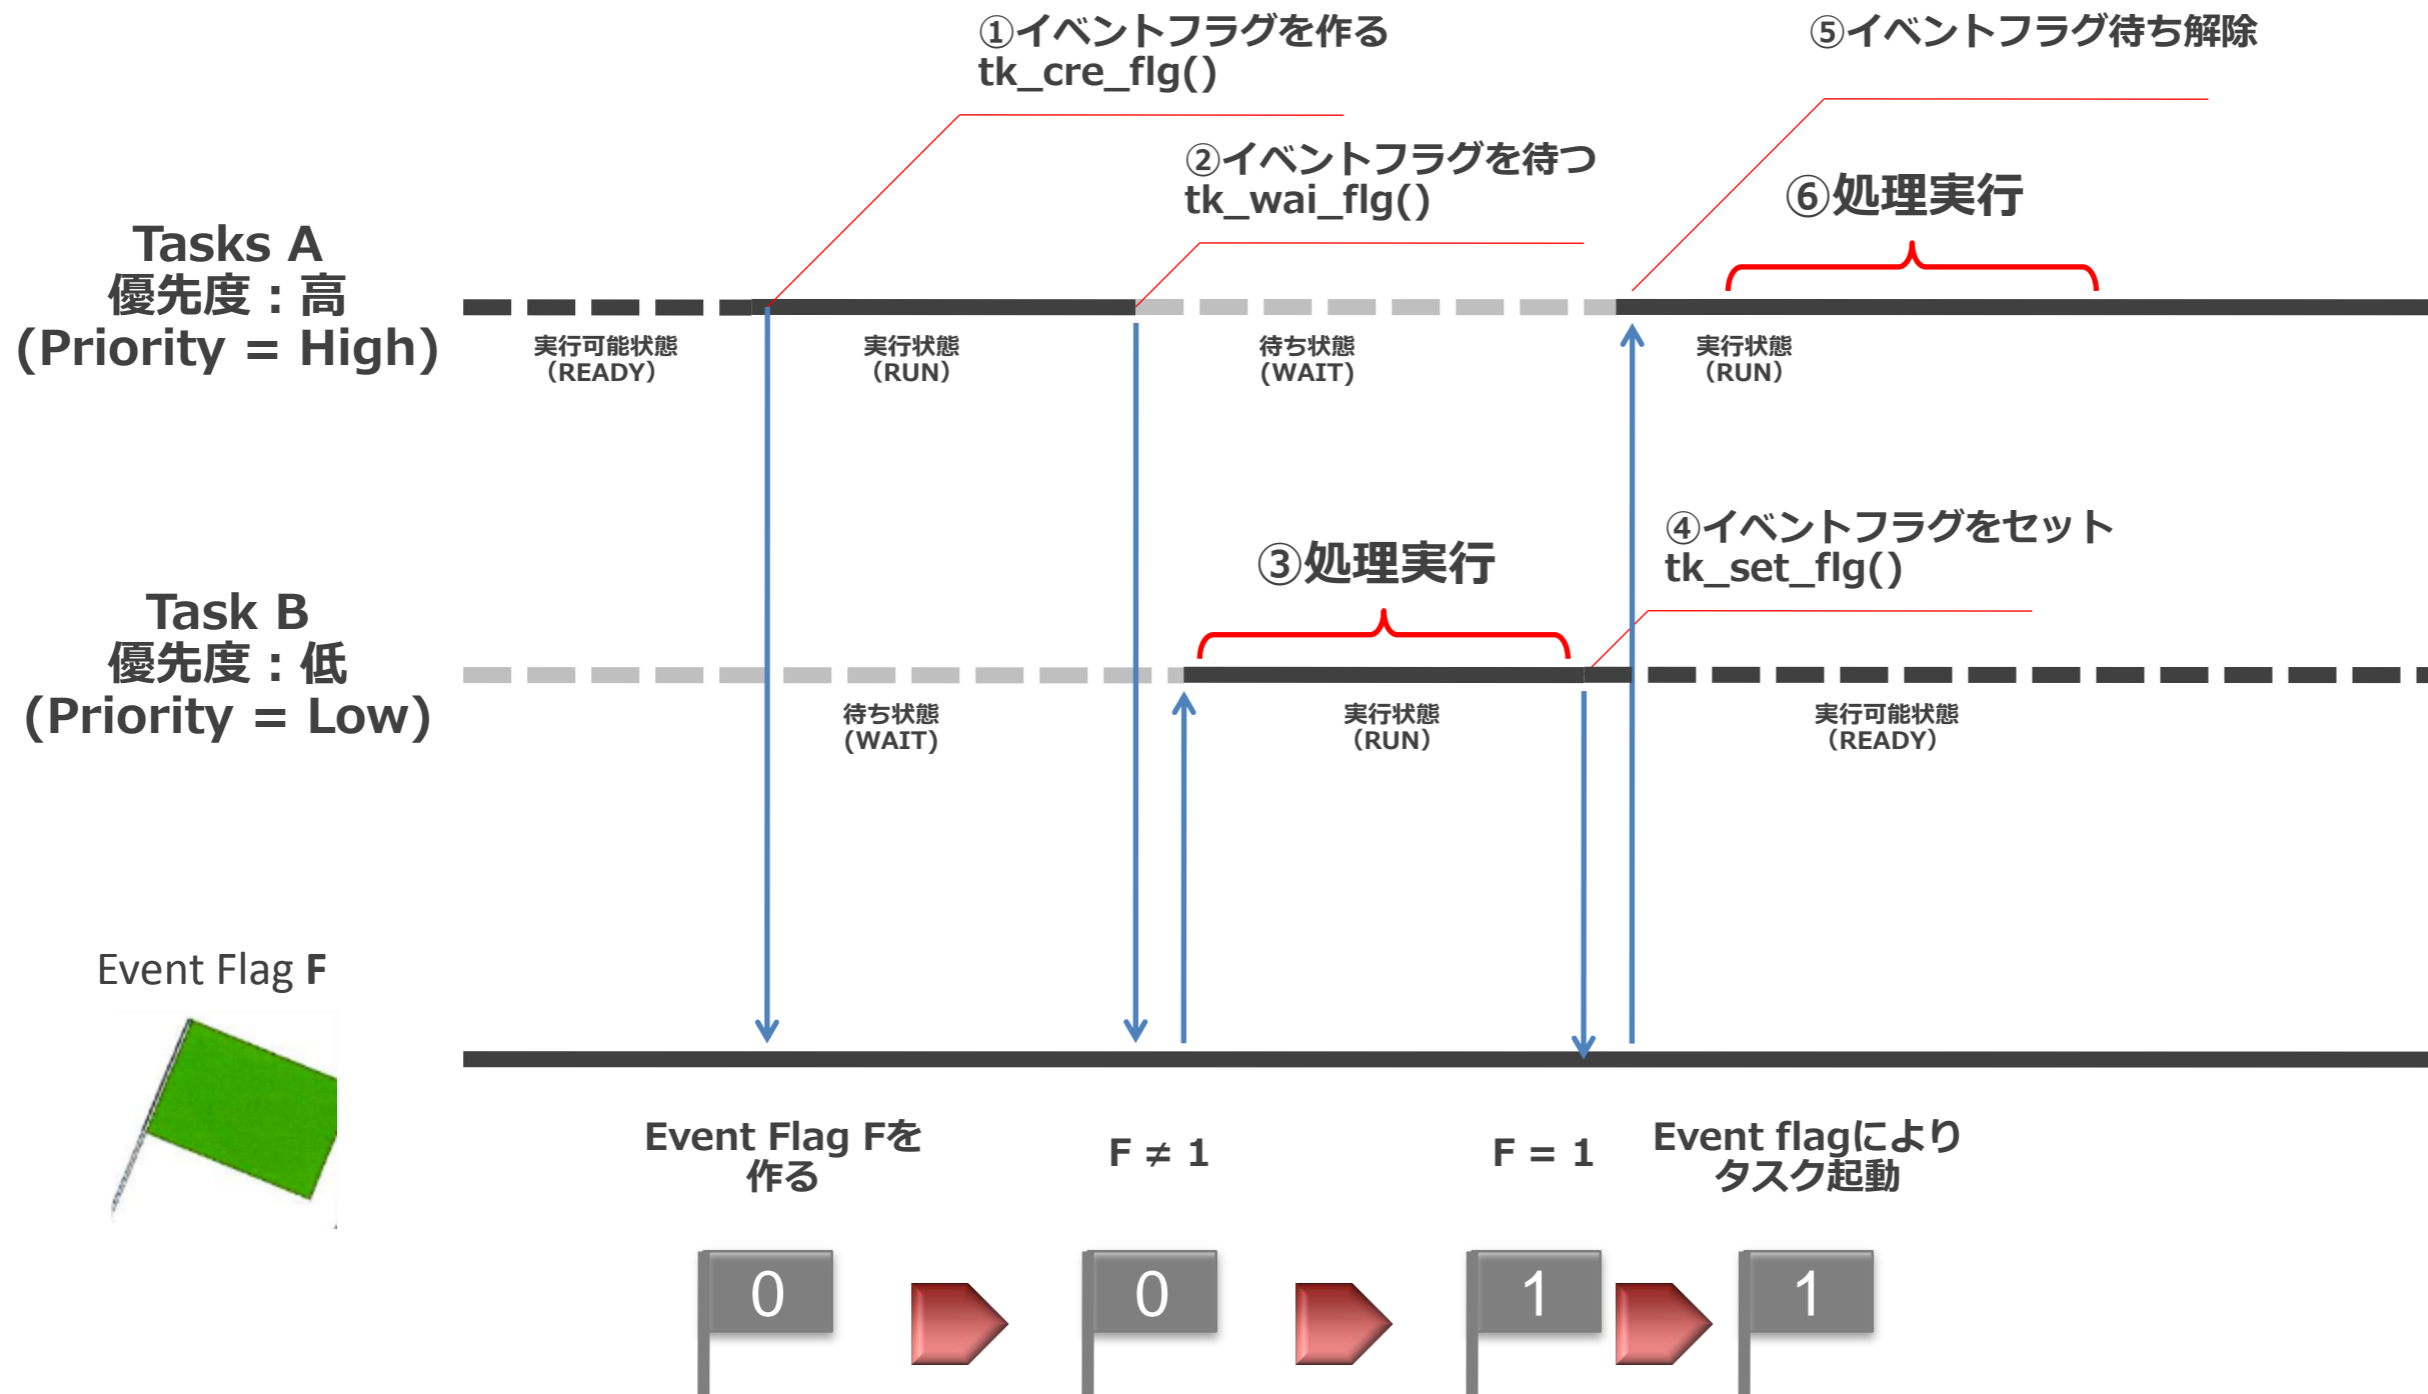 ①イベントフラグを作る
tk_cre_flg()
⑤イベントフラグ待ち解除
②イベントフラグを待つ
tk_wai_flg()
⑥処理実行
Tasks A
優先度：高
(Priority = High)
実行可能状態
（READY）
実行状態
（RUN）
待ち状態
(WAIT)
実行状態
（RUN）
④イベントフラグをセット
tk_set_flg()
③処理実行
Task B
優先度：低
(Priority = Low)
待ち状態
(WAIT)
実行状態
（RUN）
実行可能状態
（READY）
Event Flag F
Event Flag Fを
作る
F ≠ 1
F = 1
Event flagにより
タスク起動
0
0
1
1